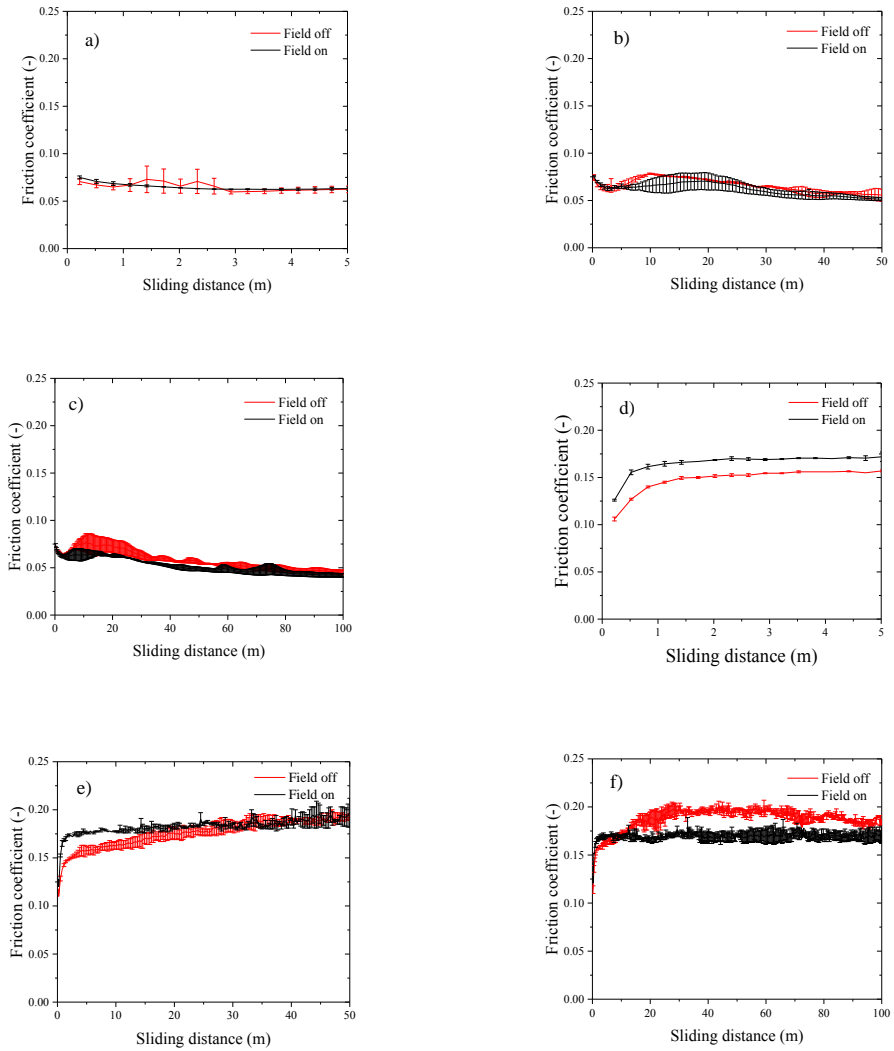 a)
Field off
Field on
Friction coefficient (-)
0.25
0.20
0.15
0.10
0.05
0.00
0 1 2 3 4 5
Sliding distance (m)
b)
Field off
Field on
Friction coefficient (-)
0.25
0.20
0.15
0.10
0.05
0.00
0 10 20 30 40 50
Sliding distance (m)
c)
Field off
Field on
Friction coefficient (-)
0.25
0.20
0.15
0.10
0.05
0.00
0 20 40 60 80 100
Sliding distance (m)
d)
Field off
Field on
Friction coefficient (-)
0.25
0.20
0.15
0.10
0.05
0.00
0 1 2 3 4 5
Sliding distance (m)
e)
Field off
Field on
Friction coefficient (-)
0.25
0.20
0.15
0.10
0.05
0.00
0 10 20 30 40 50
Sliding distance (m)
f)
Field off
Field on
Friction coefficient (-)
0.25
0.20
0.15
0.10
0.05
0.00
0 20 40 60 80 100
Sliding distance (m)